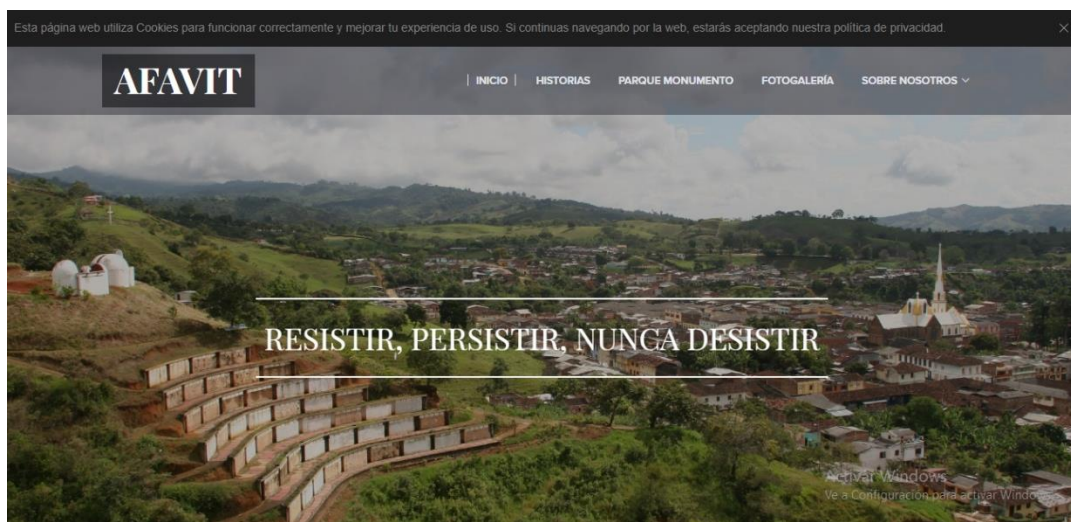 Esta página web utiliza Cookies para funcionar correctamente y mejorar tu experiencia de uso. Si continuas navegando por la web, estarás aceptando nuestra política de privacidad.
AFAVIT
INICIO
HISTORIAS
PARQUE MONUMENTO
FOTOGALERÍA
SOBRE NOSOTROS
RESISTIR, PERSISTIR, NUNCA DESISTIR
Activar Windows
Ve a Configuración para activar Windows